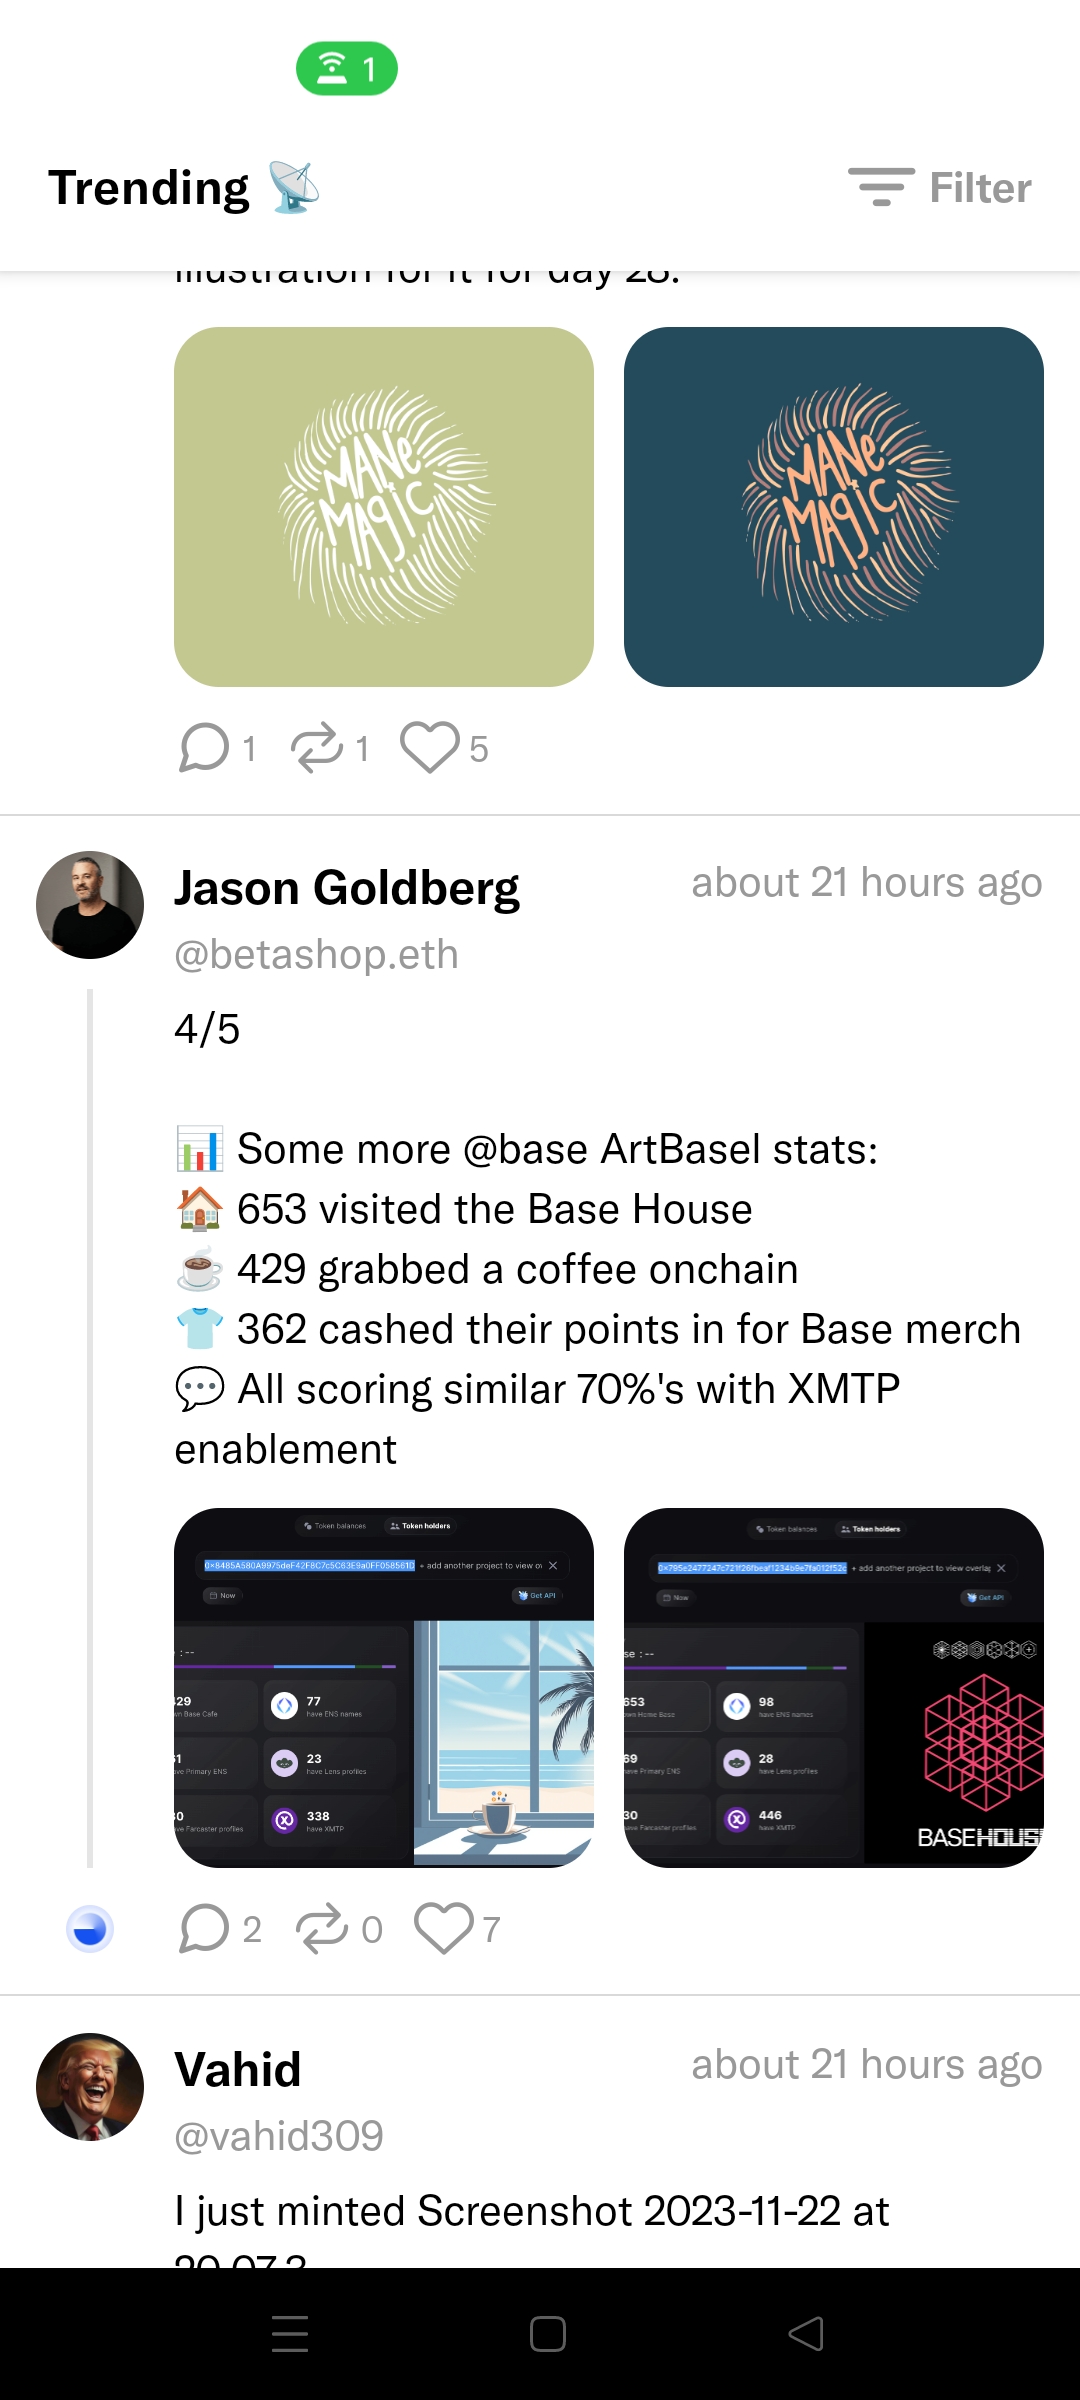 1
Trending
Filter
illustration for it for day 28.
MANe
MAgiC
MANe
MAgiC
1 1 5
Jason Goldberg
about 21 hours ago
@betashop.eth
4/5
Some more @base ArtBasel stats:
653 visited the Base House
429 grabbed a coffee onchain
362 cashed their points in for Base merch
All scoring similar 70%'s with XMTP
enablement
Token balances Token holders
+ add another project to view ov
Now
Get API
77
have ENS names
23
have Lens profiles
338
have XMTP
Token balances Token holders
+ add another project to view overlap
Now
Get API
653
98
have ENS names
28
have Lens profiles
446
have XMTP
BASEHOUS
2 0 7
Vahid
about 21 hours ago
@vahid309
I just minted Screenshot 2023-11-22 at